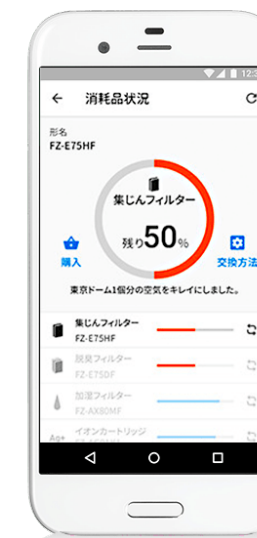 消耗品状況
形名
FZ-E75HF
集じんフィルター
残り50%
購入
交換方法
東京ドーム1個分の空気をキレイにしました。
集じんフィルター
FZ-E75HF
脱臭フィルター
FZ-E75DF
加湿フィルター
FZ-AX80MF
イオンカートリッジ
Ag+